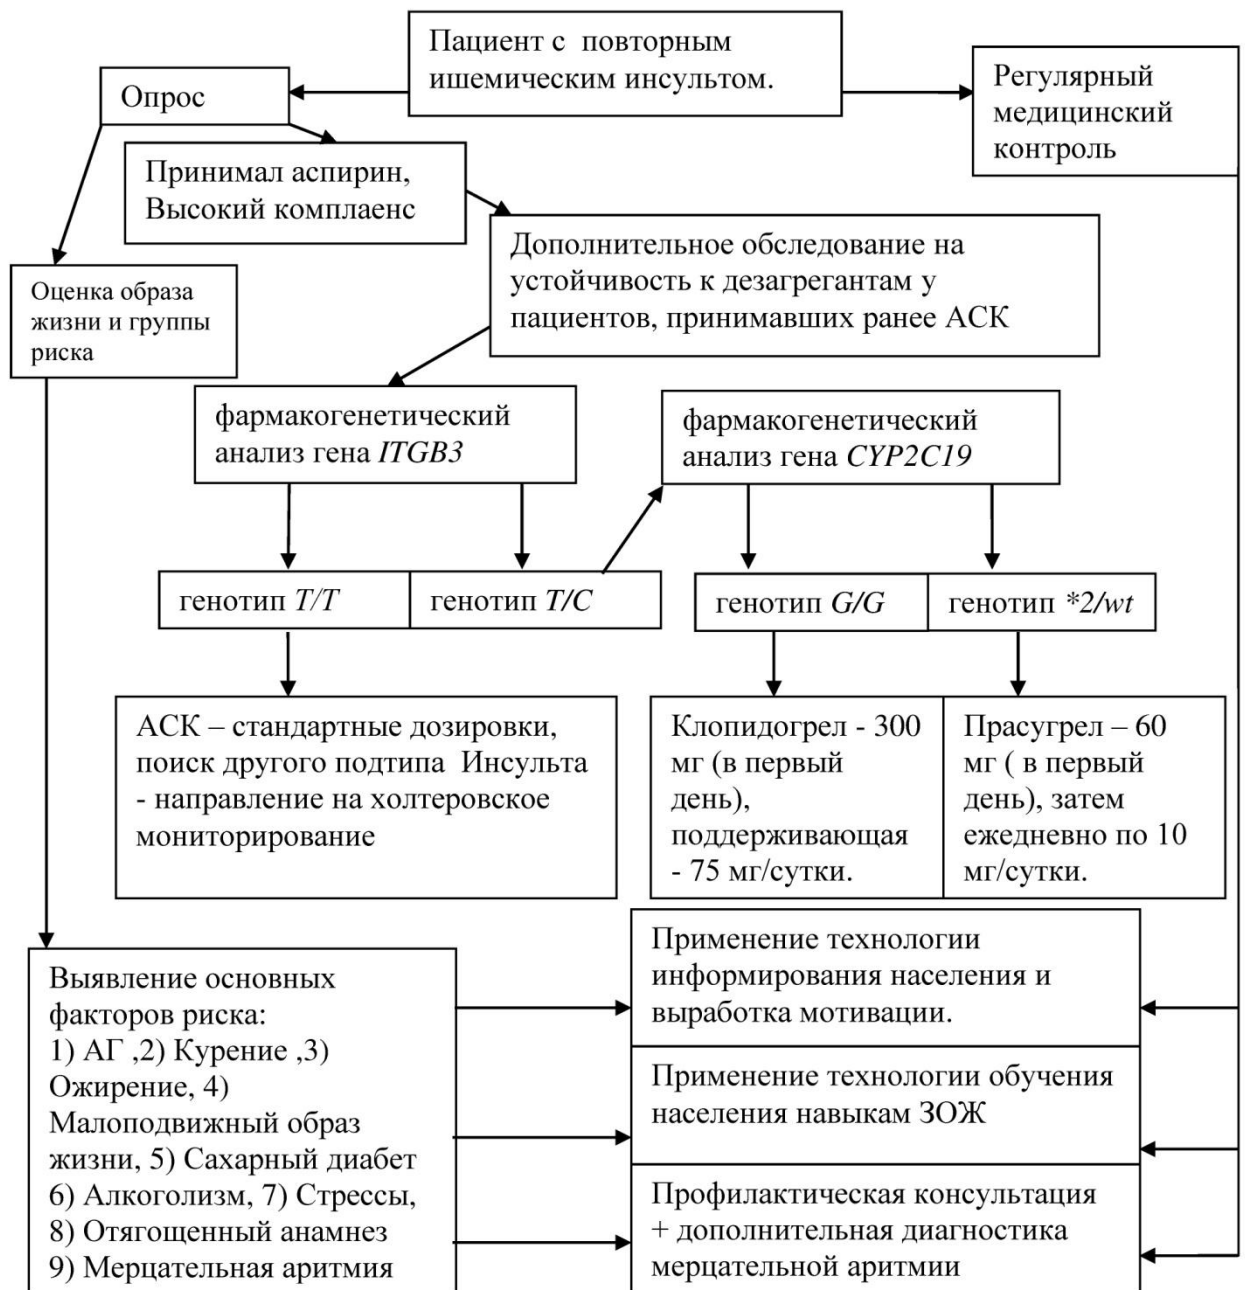 Пациент с повторным
ишемическим инсультом.
Регулярный
медицинский
контроль
Опрос
Принимал аспирин,
Высокий комплаенс
Дополнительное обследование на
устойчивость к дезагрегантам у
пациентов, принимавших ранее АСК
Оценка образа
жизни и группы
риска
фармакогенетический
анализ гена ITGB3
фармакогенетический
анализ гена CYP2C19
генотип Т/Т
генотип Т/С
генотип G/G
генотип *2/wt
АСК – стандартные дозировки,
поиск другого подтипа Инсульта
- направление на холтеровское
мониторирование
Клопидогрел - 300
мг (в первый
день),
поддерживающая
- 75 мг/сутки.
Прасугрел – 60
мг ( в первый
день), затем
ежедневно по 10
мг/сутки.
Выявление основных
факторов риска:
1) АГ ,2) Курение ,3)
Ожирение, 4)
Малоподвижный образ
жизни, 5) Сахарный диабет
6) Алкоголизм, 7) Стрессы,
8) Отягощенный анамнез
9) Мерцательная аритмия
Применение технологии
информирования населения и
выработка мотивации.
Применение технологии обучения
населения навыкам ЗОЖ
Профилактическая консультация
+ дополнительная диагностика
мерцательной аритмии